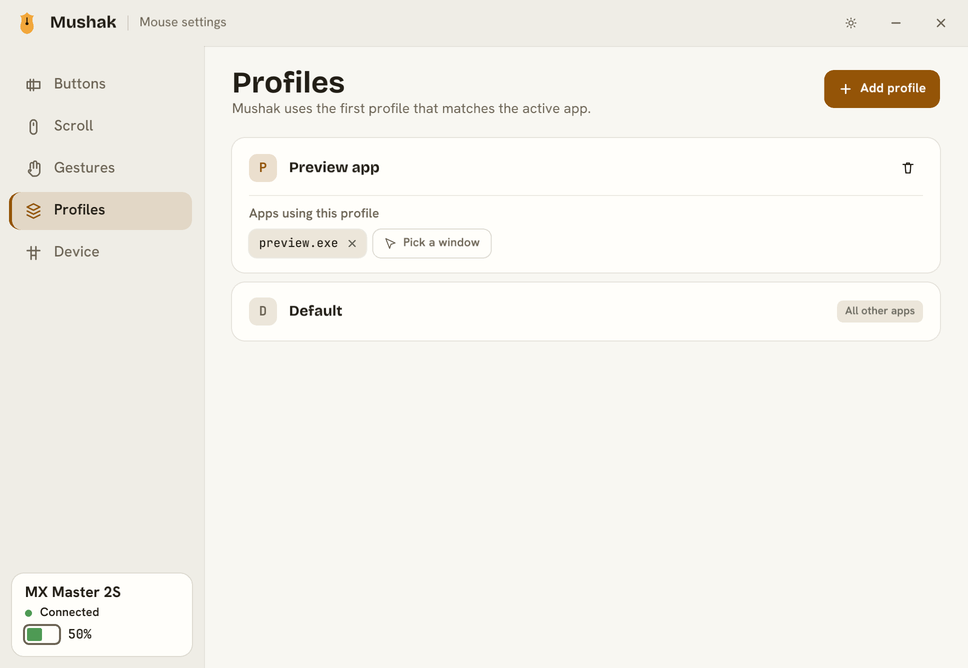 Mushak
Mouse settings
Buttons
Scroll
Gestures
Profiles
Device
MX Master 2S
Connected
50%
Profiles
Mushak uses the first profile that matches the active app.
Add profile
P
Preview app
Apps using this profile
preview.exe
Pick a window
D
Default
All other apps